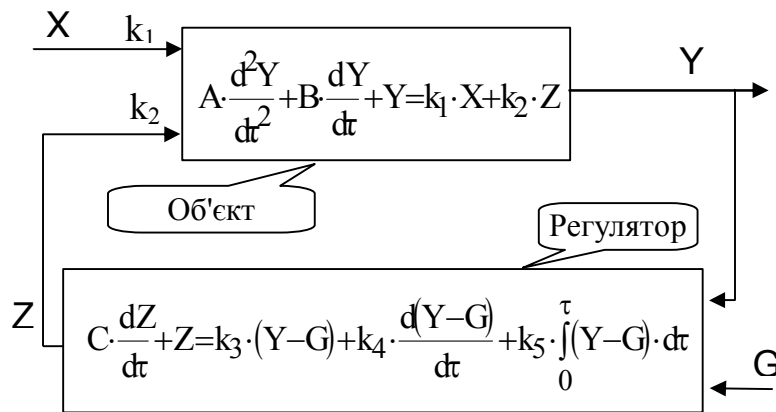 X k₁
Y
A·d²Y/dτ²+B·dY/dτ+Y=k₁·X+k₂·Z
k₂
Об'єкт
Регулятор
Z
C·dZ/dτ+Z=k₃·(Y−G)+k₄·d(Y−G)/dτ+k₅·∫₀^τ(Y−G)·dτ
G